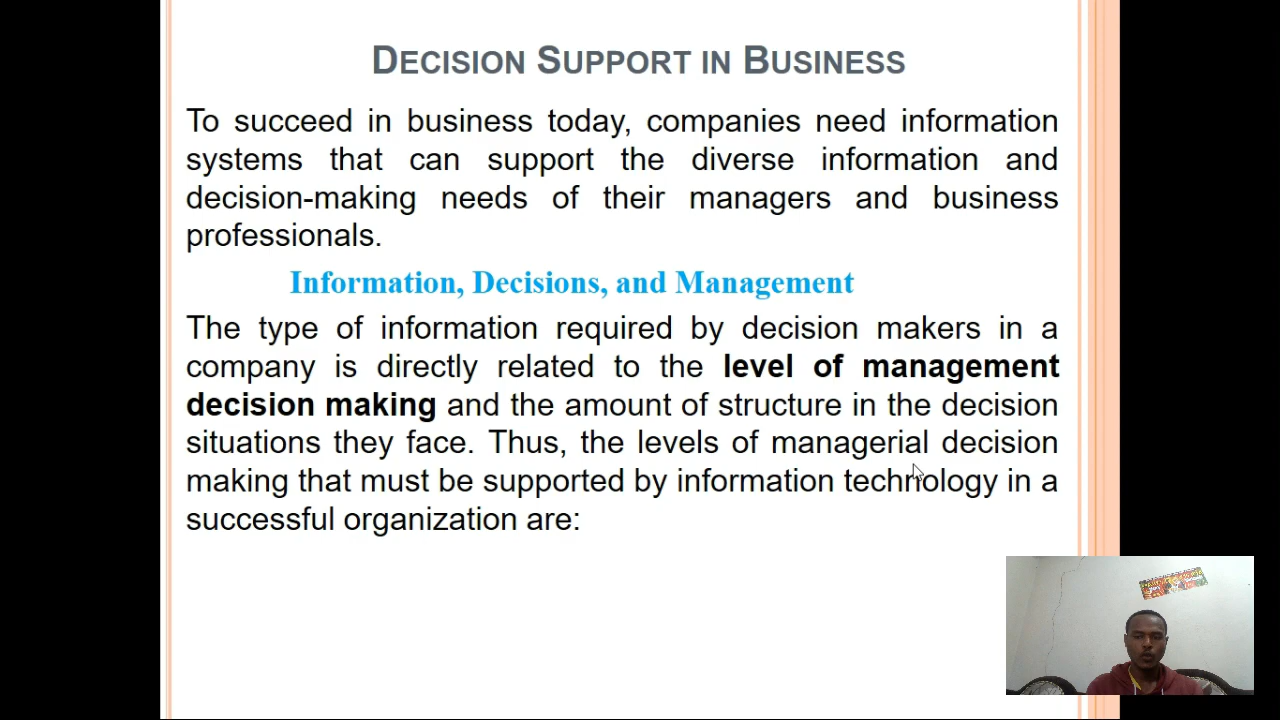 DECISION SUPPORT IN BUSINESS
To succeed in business today, companies need information
systems that can support the diverse information and
decision-making needs of their managers and business
professionals.
Information, Decisions, and Management
The type of information required by decision makers in a
company is directly related to the level of management
decision making and the amount of structure in the decision
situations they face. Thus, the levels of managerial decision
making that must be supported by information technology in a
successful organization are: